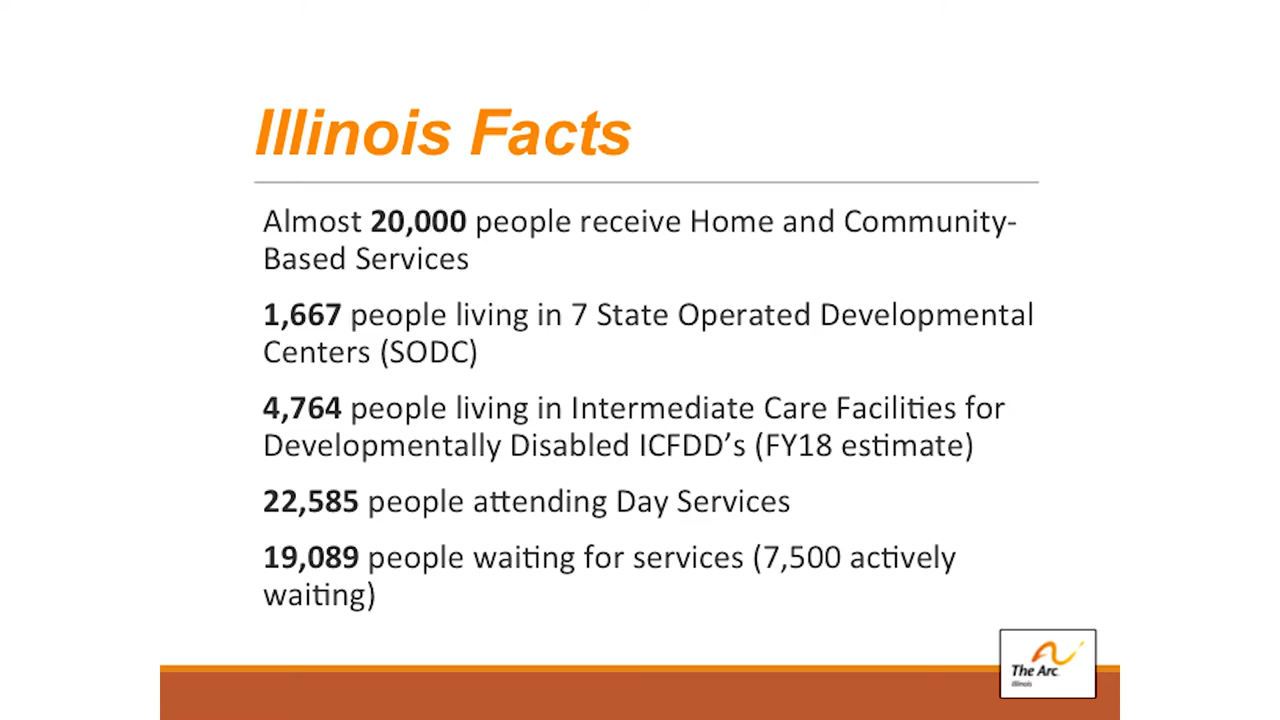 Illinois Facts
Almost 20,000 people receive Home and Community-
Based Services
1,667 people living in 7 State Operated Developmental
Centers (SODC)
4,764 people living in Intermediate Care Facilities for
Developmentally Disabled ICFDD’s (FY18 estimate)
22,585 people attending Day Services
19,089 people waiting for services (7,500 actively
waiting)
The Arc
Illinois